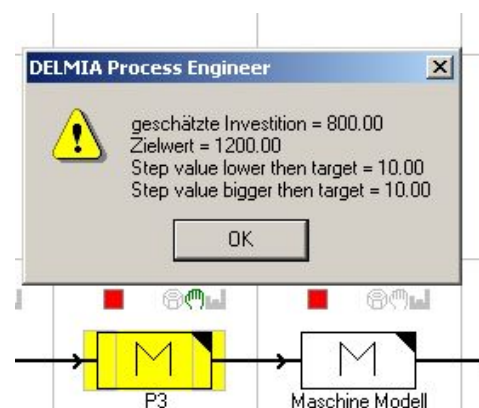 DELMIA Process Engineer
geschätzte Investition = 800.00
Zielwert = 1200.00
Step value lower then target = 10.00
Step value bigger then target = 10.00
OK
M M
P3 Maschine Modell